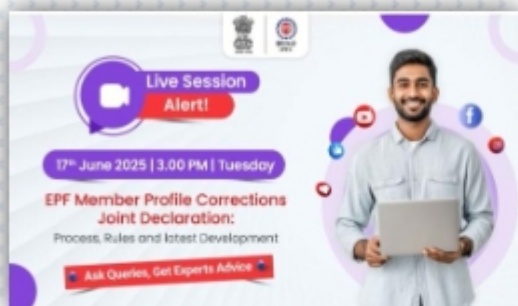 Live Session
Alert!
17th June 2025 | 3.00 PM | Tuesday
EPF Member Profile Corrections
Joint Declaration:
Process, Rules and latest Development
Ask Queries, Get Experts Advice